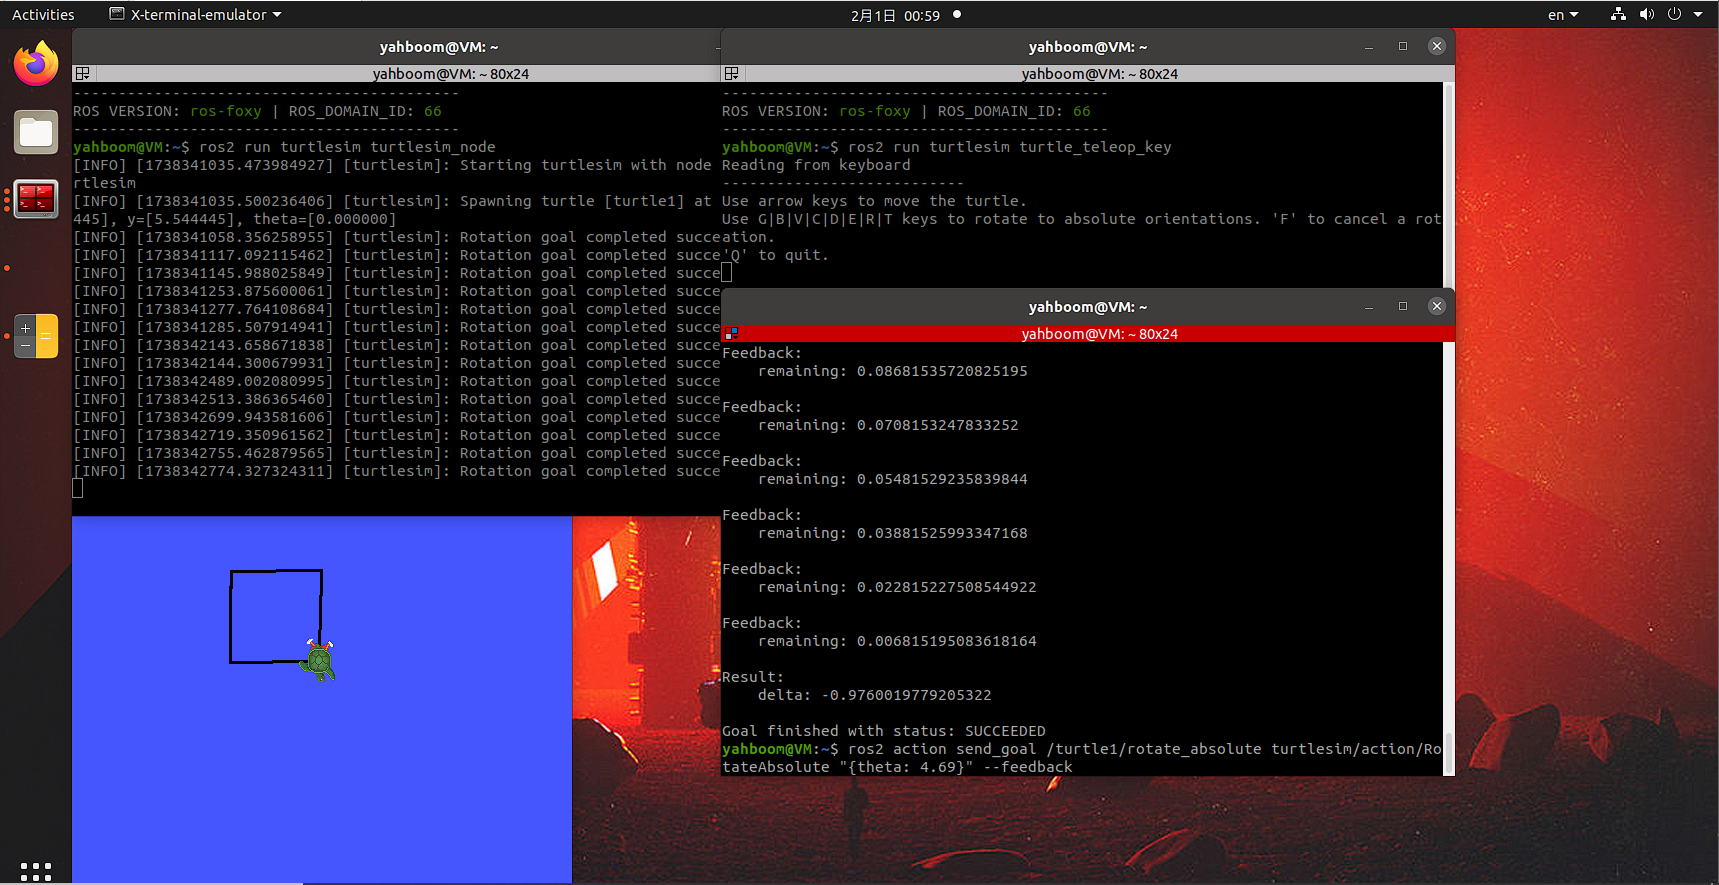 Activities
X-terminal-emulator
2月1日 00:59
en
yahboom@VM: ~
yahboom@VM: ~ 80x24
--------------------------------------------
ROS VERSION: ros-foxy | ROS_DOMAIN_ID: 66
--------------------------------------------
yahboom@VM:~$ ros2 run turtlesim turtlesim_node
[INFO] [1738341035.473984927] [turtlesim]: Starting turtlesim with node
rtlesim
[INFO] [1738341035.500236406] [turtlesim]: Spawning turtle [turtle1] at
445], y=[5.544445], theta=[0.000000]
[INFO] [1738341058.356258955] [turtlesim]: Rotation goal completed succe
[INFO] [1738341117.092115462] [turtlesim]: Rotation goal completed succe
[INFO] [1738341145.988025849] [turtlesim]: Rotation goal completed succe
[INFO] [1738341253.875600061] [turtlesim]: Rotation goal completed succe
[INFO] [1738341277.764108684] [turtlesim]: Rotation goal completed succe
[INFO] [1738341285.507914941] [turtlesim]: Rotation goal completed succe
[INFO] [1738342143.658671838] [turtlesim]: Rotation goal completed succe
[INFO] [1738342144.300679931] [turtlesim]: Rotation goal completed succe
[INFO] [1738342489.002080995] [turtlesim]: Rotation goal completed succe
[INFO] [1738342513.386365460] [turtlesim]: Rotation goal completed succe
[INFO] [1738342699.943581606] [turtlesim]: Rotation goal completed succe
[INFO] [1738342719.350961562] [turtlesim]: Rotation goal completed succe
[INFO] [1738342755.462879565] [turtlesim]: Rotation goal completed succe
[INFO] [1738342774.327324311] [turtlesim]: Rotation goal completed succe
yahboom@VM: ~
yahboom@VM: ~ 80x24
--------------------------------------------
ROS VERSION: ros-foxy | ROS_DOMAIN_ID: 66
--------------------------------------------
yahboom@VM:~$ ros2 run turtlesim turtle_teleop_key
Reading from keyboard
---------------------------
Use arrow keys to move the turtle.
Use G|B|V|C|D|E|R|T keys to rotate to absolute orientations. 'F' to cancel a rot
ation.
'Q' to quit.
yahboom@VM: ~
yahboom@VM: ~ 80x24
Feedback:
remaining: 0.08681535720825195
Feedback:
remaining: 0.0708153247833252
Feedback:
remaining: 0.05481529235839844
Feedback:
remaining: 0.03881525993347168
Feedback:
remaining: 0.022815227508544922
Feedback:
remaining: 0.006815195083618164
Result:
delta: -0.9760019779205322
Goal finished with status: SUCCEEDED
yahboom@VM:~$ ros2 action send_goal /turtle1/rotate_absolute turtlesim/action/Ro
tateAbsolute "{theta: 4.69}" --feedback